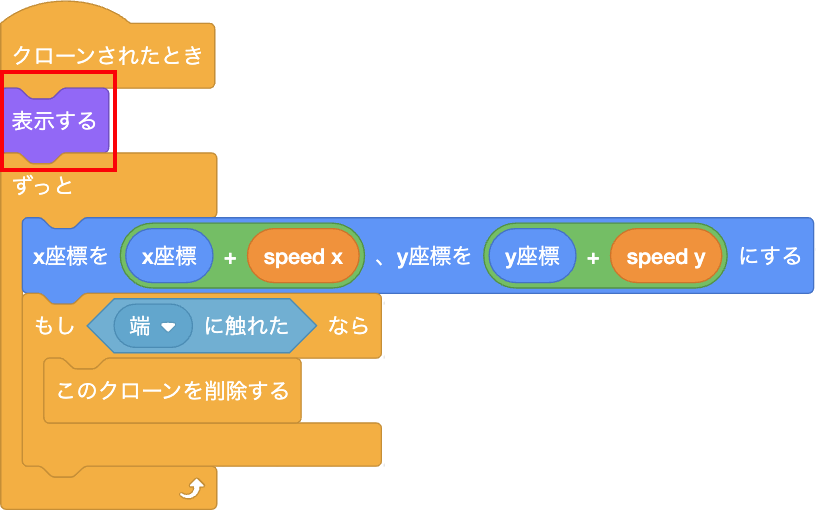 クローンされたとき
表示する
ずっと
x座標を x座標 + speed x 、y座標を y座標 + speed y にする
もし 端 に触れた なら
このクローンを削除する